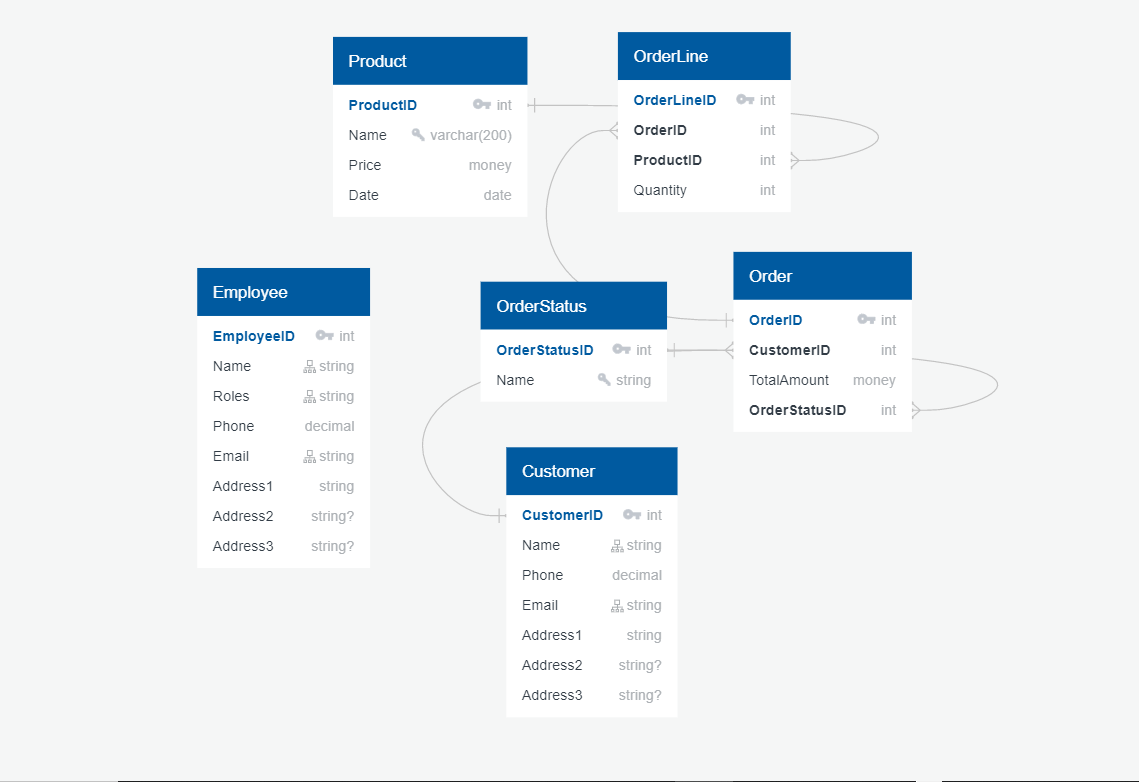 Product
ProductID int
Name varchar(200)
Price money
Date date
OrderLine
OrderLineID int
OrderID int
ProductID int
Quantity int
Employee
EmployeeID int
Name string
Roles string
Phone decimal
Email string
Address1 string
Address2 string?
Address3 string?
OrderStatus
OrderStatusID int
Name string
Order
OrderID int
CustomerID int
TotalAmount money
OrderStatusID int
Customer
CustomerID int
Name string
Phone decimal
Email string
Address1 string
Address2 string?
Address3 string?